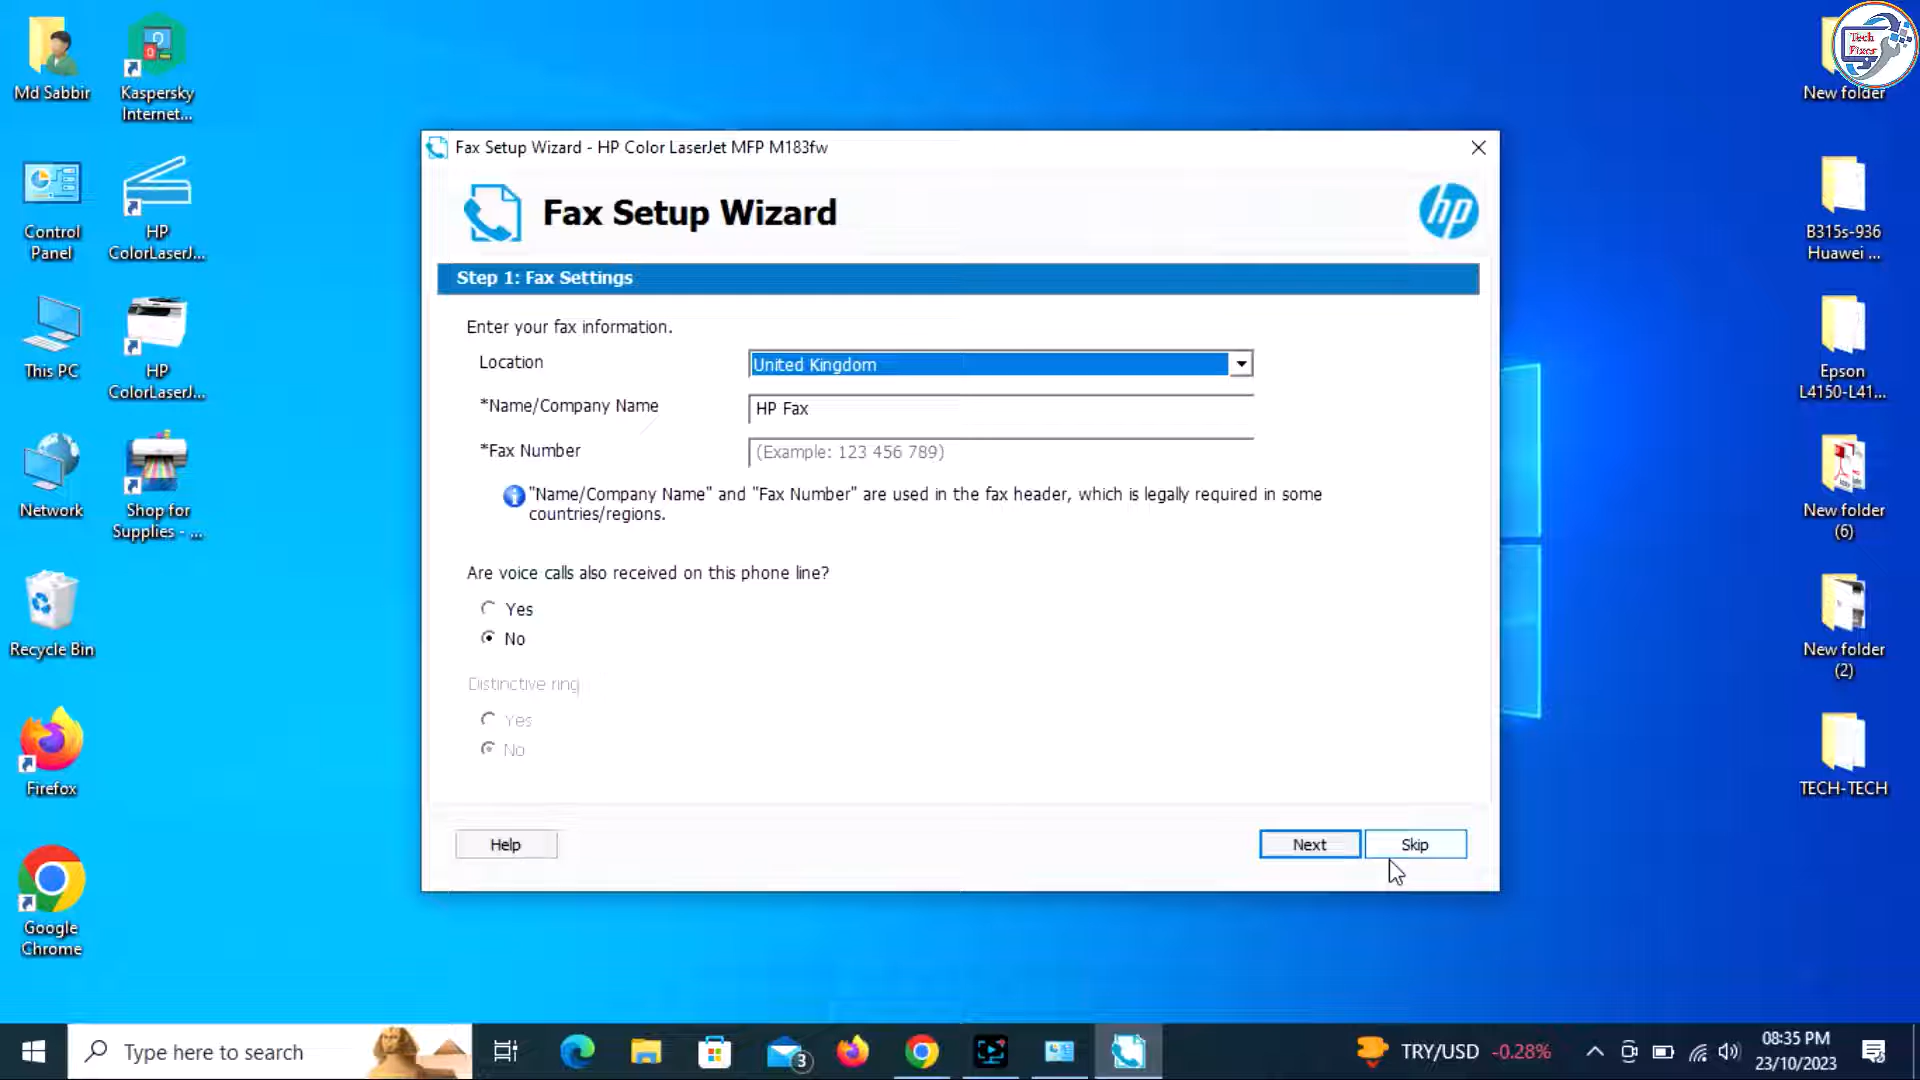 Md Sabbir
Kaspersky
Internet...
Control
Panel
HP
ColorLaserJ...
This PC
HP
ColorLaserJ...
Network
Shop for
Supplies - ...
Recycle Bin
Firefox
Google
Chrome
Fax Setup Wizard - HP Color LaserJet MFP M183fw
Fax Setup Wizard
hp
Step 1: Fax Settings
Enter your fax information.
Location
United Kingdom
*Name/Company Name
HP Fax
*Fax Number
(Example: 123 456 789)
"Name/Company Name" and "Fax Number" are used in the fax header, which is legally required in some
countries/regions.
Are voice calls also received on this phone line?
Yes
No
Distinctive ring
Yes
No
Help
Next
Skip
Tech
Fixer
New folder
B315s-936
Huawei ...
Epson
L4150-L41...
New folder
(6)
New folder
(2)
TECH-TECH
Type here to search
3
TRY/USD -0.28%
08:35 PM
23/10/2023